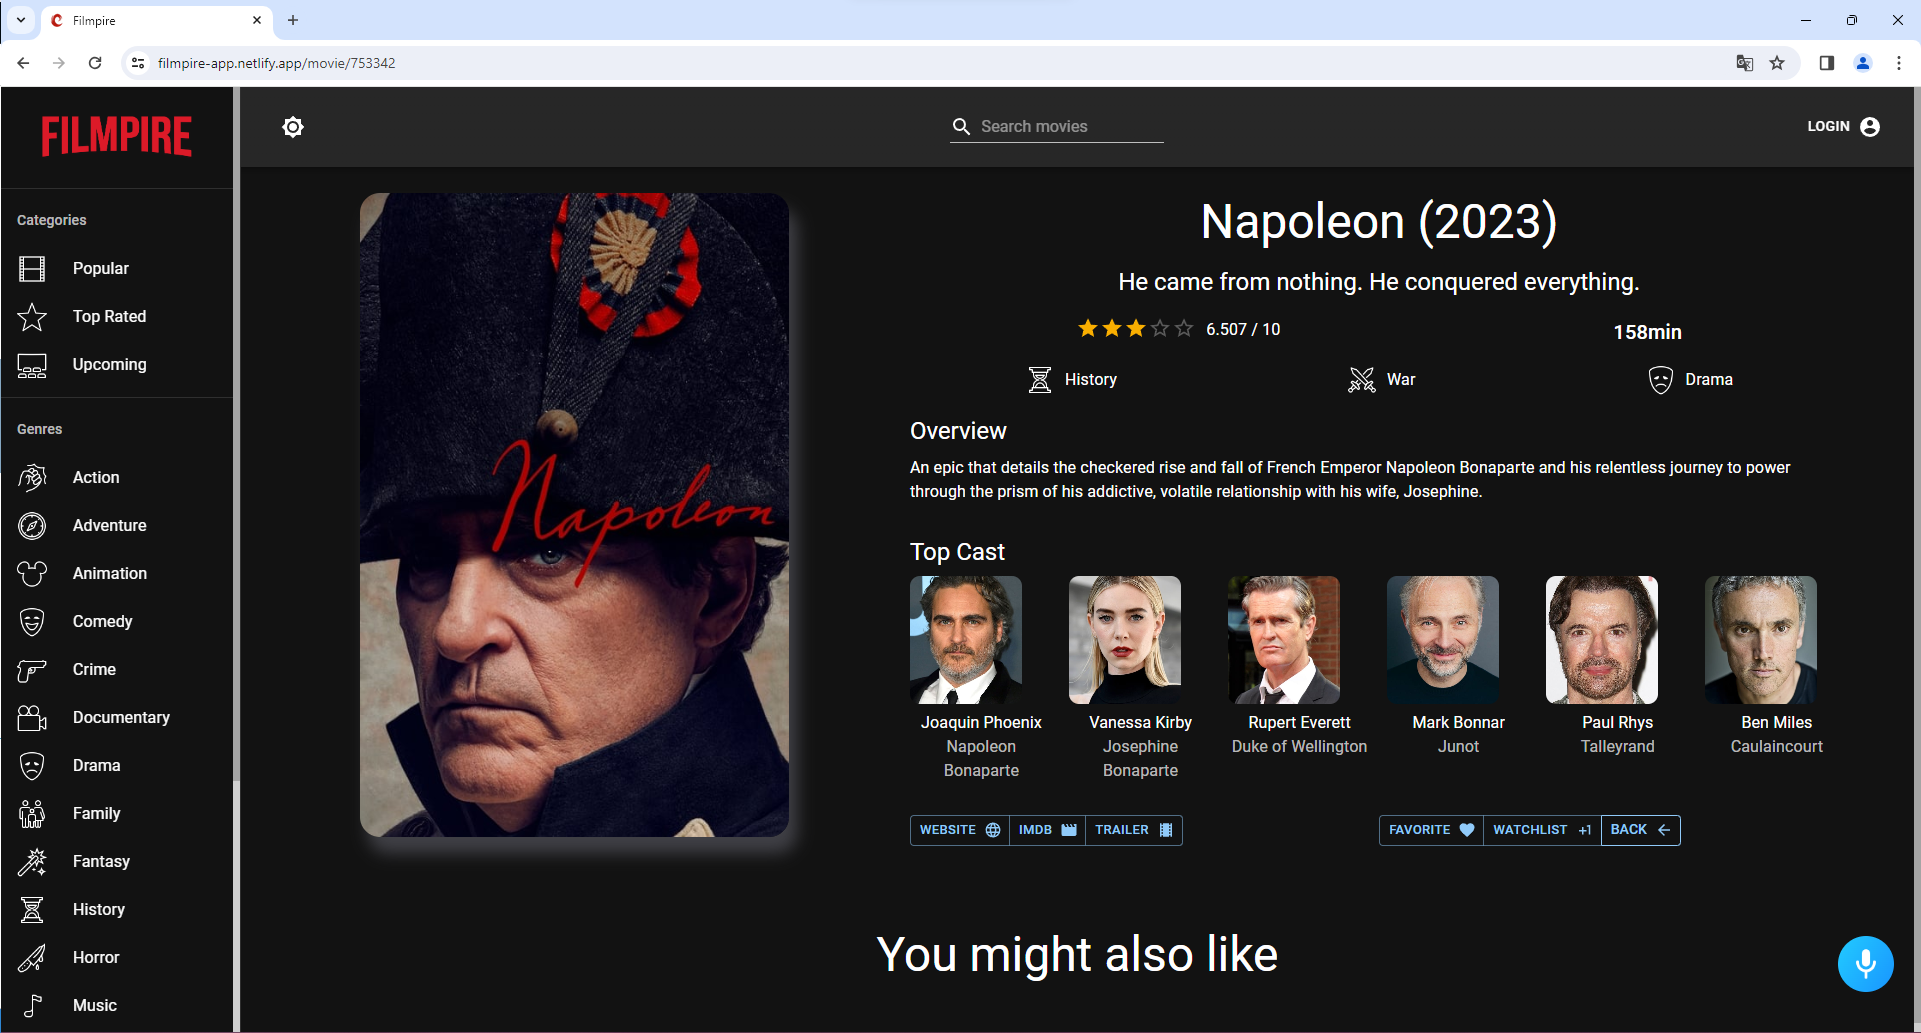 Filmpire
filmpire-app.netlify.app/movie/753342
FILMPIRE
Search movies
LOGIN
Categories
Popular
Top Rated
Upcoming
Genres
Action
Adventure
Animation
Comedy
Crime
Documentary
Drama
Family
Fantasy
History
Horror
Music
Napoleon
Napoleon (2023)
He came from nothing. He conquered everything.
6.507 / 10
158min
History
War
Drama
Overview
An epic that details the checkered rise and fall of French Emperor Napoleon Bonaparte and his relentless journey to power
through the prism of his addictive, volatile relationship with his wife, Josephine.
Top Cast
Joaquin Phoenix
Napoleon
Bonaparte
Vanessa Kirby
Josephine
Bonaparte
Rupert Everett
Duke of Wellington
Mark Bonnar
Junot
Paul Rhys
Talleyrand
Ben Miles
Caulaincourt
WEBSITE
IMDB
TRAILER
FAVORITE
WATCHLIST +1
BACK
You might also like